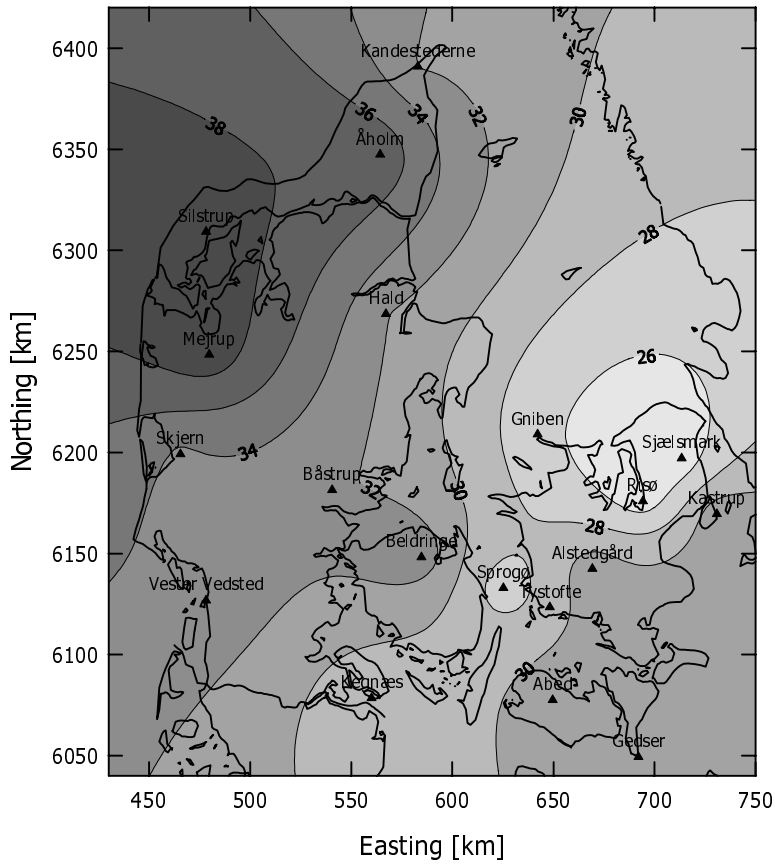 6400
Kandestederne
38
36
34
32
30
6350
Åholm
Silstrup
28
6300
Hald
Mejrup
6250
26
Northing [km]
Gniben
Skjern
34
Sjælsmark
6200
Båstrup
32
30
Risø
Kastrup
28
6150
Beldringe
Alstedgård
Sprogø
Vester Vedsted
Tystofte
6100
30
Kegnæs
Abed
6050
Gedser
450 500 550 600 650 700 750
Easting [km]